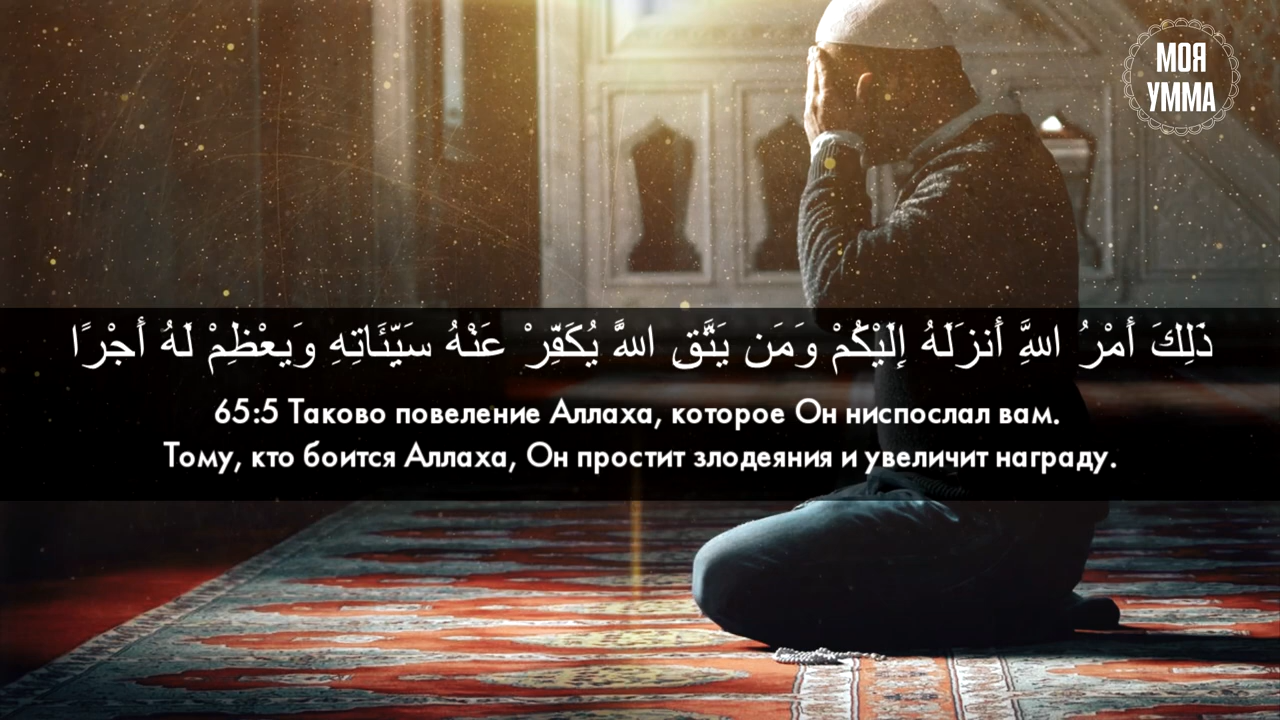 МОЯ
УММА
ذَٰلِكَ أَمْرُ اللَّهِ أَنزَلَهُ إِلَيْكُمْ وَمَن يَتَّقِ اللَّهَ يُكَفِّرْ عَنْهُ سَيِّئَاتِهِ وَيُعْظِمْ لَهُ أَجْرًا
65:5 Таково повеление Аллаха, которое Он ниспослал вам.
Тому, кто боится Аллаха, Он простит злодеяния и увеличит награду.